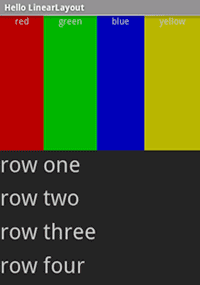 Hello LinearLayout
red green blue yellow
row one
row two
row three
row four